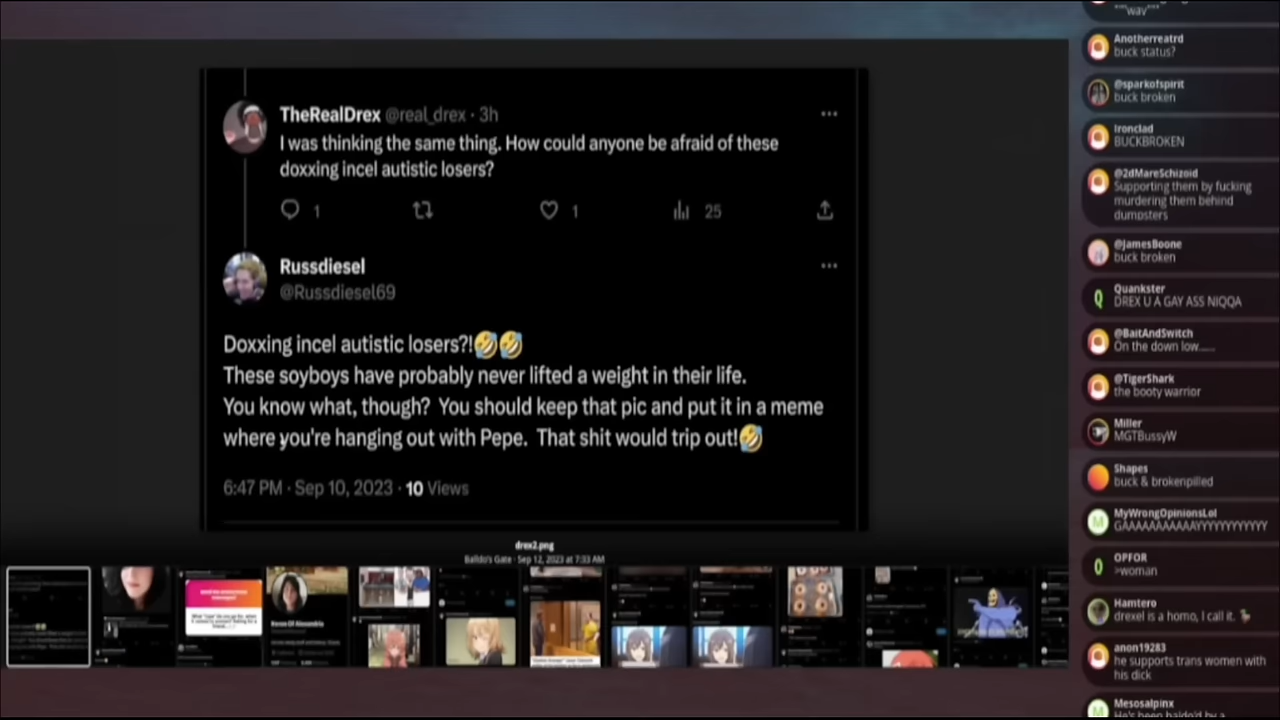 TheRealDrex @real_drex · 3h
I was thinking the same thing. How could anyone be afraid of these
doxxing incel autistic losers?
1
1
25
Russdiesel
@Russdiesel69
Doxxing incel autistic losers?!🤣🤣
These soyboys have probably never lifted a weight in their life.
You know what, though? You should keep that pic and put it in a meme
where you're hanging out with Pepe. That shit would trip out!🤣
6:47 PM · Sep 10, 2023 · 10 Views
drex2.png
Balldo's Gate · Sep 12, 2023 at 7:33 AM
"wav"
Anotherreatrd
buck status?
@sparkofspirit
buck broken
Ironclad
BUCKBROKEN
@2dMareSchizoid
Supporting them by fucking
murdering them behind
dumpsters
@JamesBoone
buck broken
Quankster
DREX U A GAY ASS NIQQA
@BaitAndSwitch
On the down low......
@TigerShark
the booty warrior
Miller
MGTBussyW
Shapes
buck & brokenpilled
MyWrongOpinionsLol
GAAAAAAAAAAAYYYYYYYYYYY
OPFOR
>woman
Hamtero
drexel is a homo, I call it. 🦆
anon19283
he supports trans women with
his dick
Mesosalpinx
He's been baldo'd by a